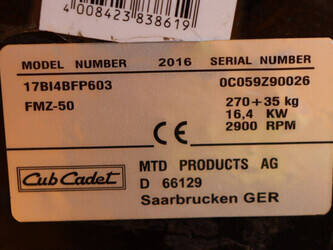 4008423838619
MODEL NUMBER 2016 SERIAL NUMBER
17BI4BFP603 0C059Z90026
FMZ-50 270+35 kg
16,4 KW
2900 RPM
CE
Cub Cadet
MTD PRODUCTS AG
D 66129
Saarbrucken GER